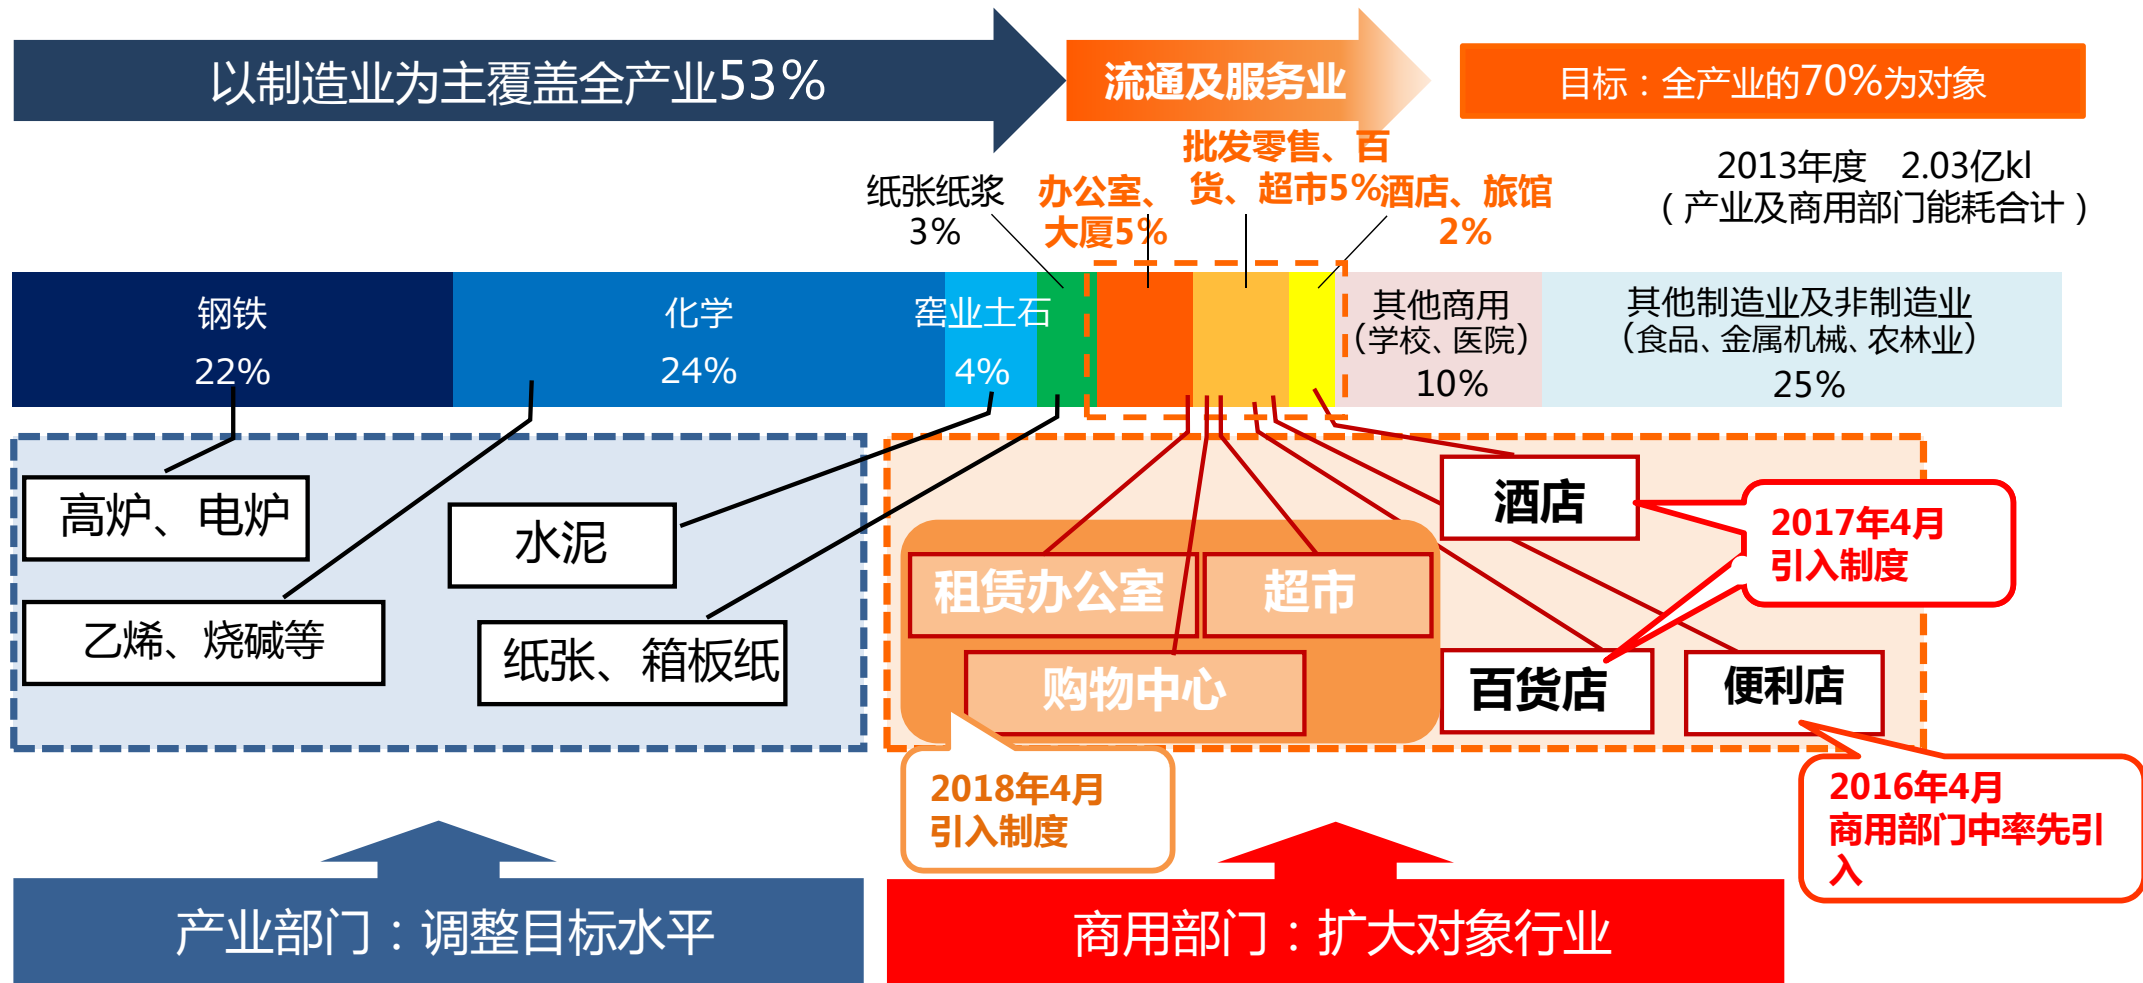 以制造业为主覆盖全产业53%
流通及服务业
目标：全产业的70%为对象
2013年度　2.03亿kl
（产业及商用部门能耗合计）
纸张纸浆
3%
办公室、
大厦5%
批发零售、百
货、超市5%
酒店、旅馆
2%
钢铁
22%
化学
24%
窑业土石
4%
其他商用
（学校、医院）
10%
其他制造业及非制造业
（食品、金属机械、农林业）
25%
高炉、电炉
水泥
乙烯、烧碱等
纸张、箱板纸
酒店
2017年4月
引入制度
租赁办公室
超市
购物中心
百货店
便利店
2018年4月
引入制度
2016年4月
商用部门中率先引
入
产业部门：调整目标水平
商用部门：扩大对象行业